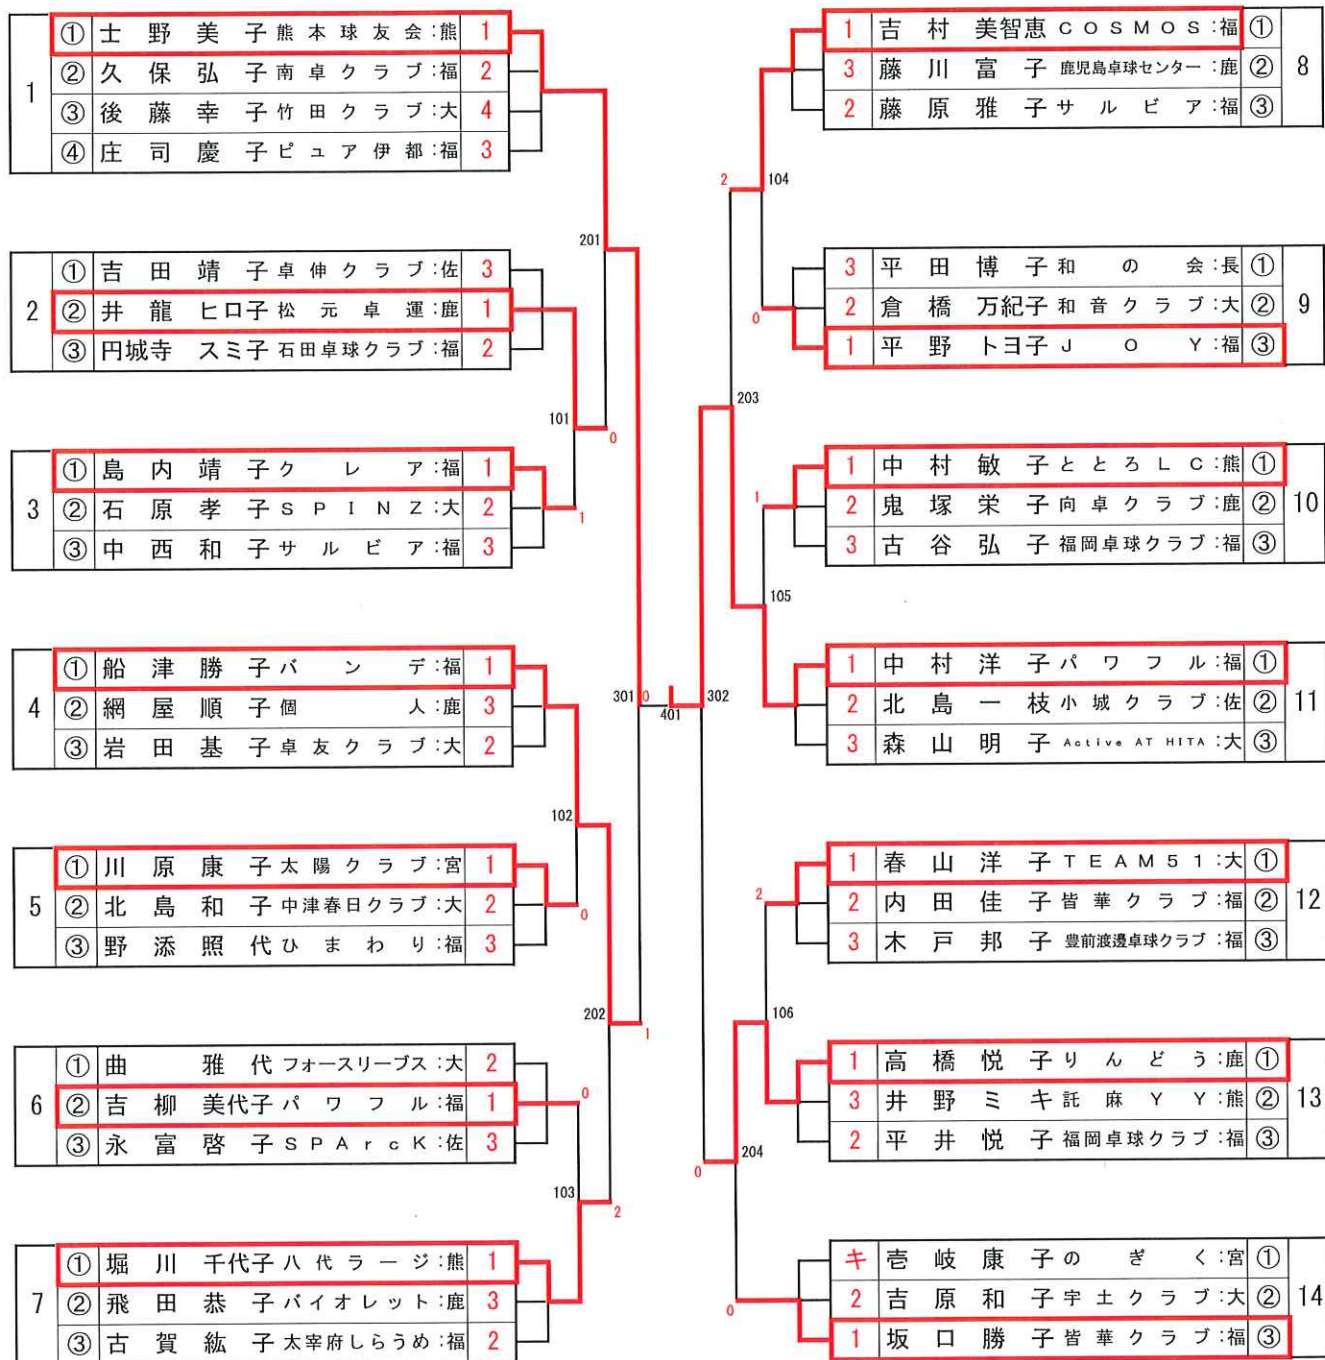 1
① 士野美子 熊本球友会:熊 1
② 久保弘子 南卓クラブ:福 2
③ 後藤幸子 竹田クラブ:大 4
④ 庄司慶子 ピュア伊都:福 3
201
2
① 吉田靖子 卓伸クラブ:佐 3
② 井龍ヒロ子 松元卓運:鹿 1
③ 円城寺スミ子 石田卓球クラブ:福 2
101
0
3
① 島内靖子 クレア:福 1
② 石原孝子 SPINZ:大 2
③ 中西和子 サルビア:福 3
1
4
① 船津勝子 バンデ:福 1
② 網屋順子 個人:鹿 3
③ 岩田基子 卓友クラブ:大 2
301
0
401
302
102
5
① 川原康子 太陽クラブ:宮 1
② 北島和子 中津春日クラブ:大 2
③ 野添照代 ひまわり:福 3
0
202
1
6
① 曲雅代 フォースリーブス:大 2
② 吉柳美代子 パワフル:福 1
③ 永富啓子 SPArcK:佐 3
0
103
2
7
① 堀川千代子 八代ラージ:熊 1
② 飛田恭子 バイオレット:鹿 3
③ 古賀紘子 太宰府しらうめ:福 2
1 吉村美智恵 COSMOS:福 ①
3 藤川富子 鹿児島卓球センター:鹿 ②
2 藤原雅子 サルビア:福 ③
8
2
104
3 平田博子 和の会:長 ①
2 倉橋万紀子 和音クラブ:大 ②
1 平野トヨ子 JOY:福 ③
9
0
203
1 中村敏子 ととろLC:熊 ①
2 鬼塚栄子 向卓クラブ:鹿 ②
3 古谷弘子 福岡卓球クラブ:福 ③
10
1
105
1 中村洋子 パワフル:福 ①
2 北島一枝 小城クラブ:佐 ②
3 森山明子 Active AT HITA:大 ③
11
1 春山洋子 TEAM51:大 ①
2 内田佳子 皆華クラブ:福 ②
3 木戸邦子 豊前渡邊卓球クラブ:福 ③
12
2
106
1 高橋悦子 りんどう:鹿 ①
3 井野ミキ 託麻YY:熊 ②
2 平井悦子 福岡卓球クラブ:福 ③
13
0
204
キ 壱岐康子 のぎく:宮 ①
2 吉原和子 宇土クラブ:大 ②
1 坂口勝子 皆華クラブ:福 ③
14
0